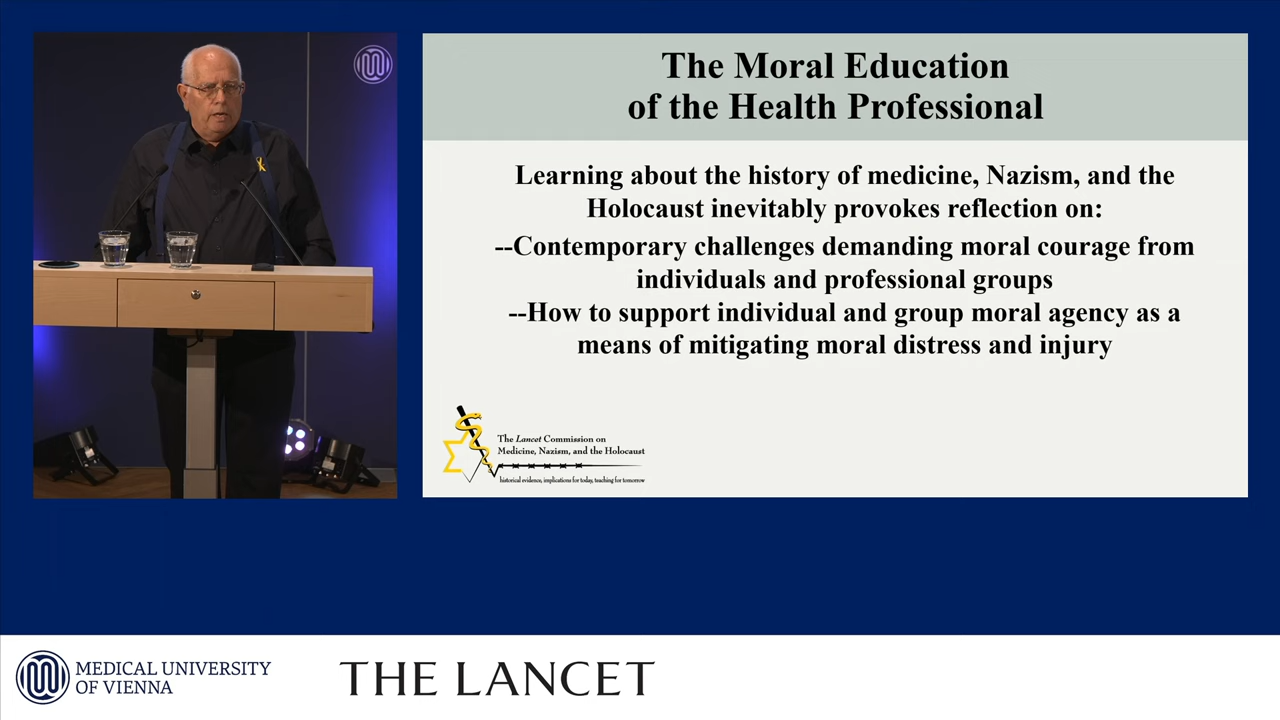 The Moral Education
of the Health Professional
Learning about the history of medicine, Nazism, and the
Holocaust inevitably provokes reflection on:
--Contemporary challenges demanding moral courage from
individuals and professional groups
--How to support individual and group moral agency as a
means of mitigating moral distress and injury
The Lancet Commission on
Medicine, Nazism, and the Holocaust
historical evidence, implications for today, teaching for tomorrow
MEDICAL UNIVERSITY
OF VIENNA
THE LANCET